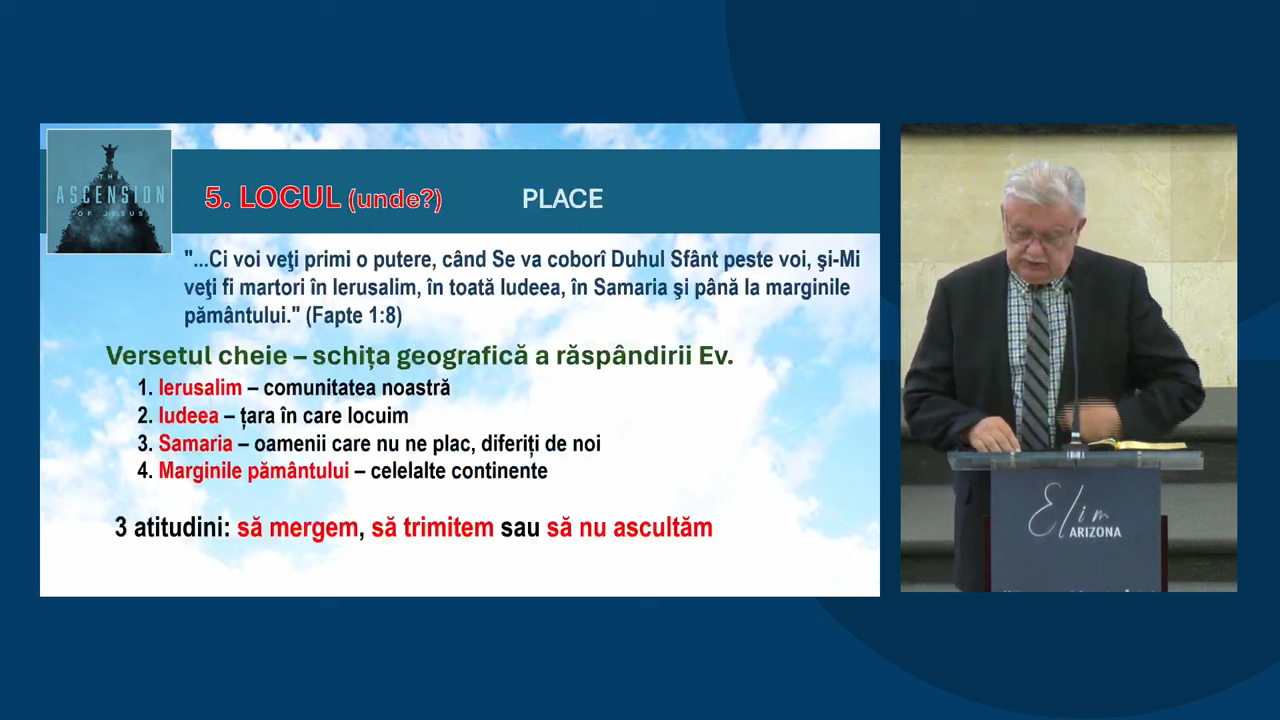 THE
ASCENSION
OF JESUS
5. LOCUL (unde?) PLACE
"...Ci voi veţi primi o putere, când Se va coborî Duhul Sfânt peste voi, şi-Mi
veţi fi martori în Ierusalim, în toată Iudeea, în Samaria şi până la marginile
pământului." (Fapte 1:8)
Versetul cheie – schița geografică a răspândirii Ev.
1. Ierusalim – comunitatea noastră
2. Iudeea – țara în care locuim
3. Samaria – oamenii care nu ne plac, diferiți de noi
4. Marginile pământului – celelalte continente
3 atitudini: să mergem, să trimitem sau să nu ascultăm
Elim
ARIZONA